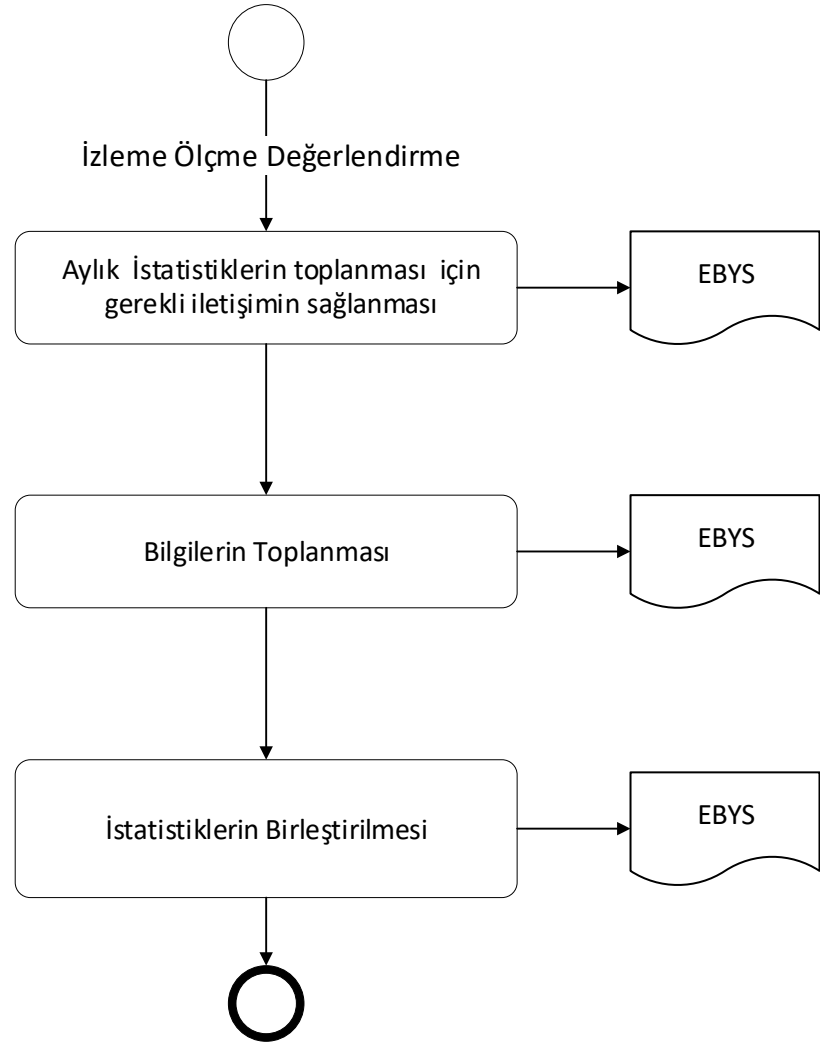 İzleme Ölçme Değerlendirme
Aylık İstatistiklerin toplanması için
gerekli iletişimin sağlanması
EBYS
Bilgilerin Toplanması
EBYS
İstatistiklerin Birleştirilmesi
EBYS